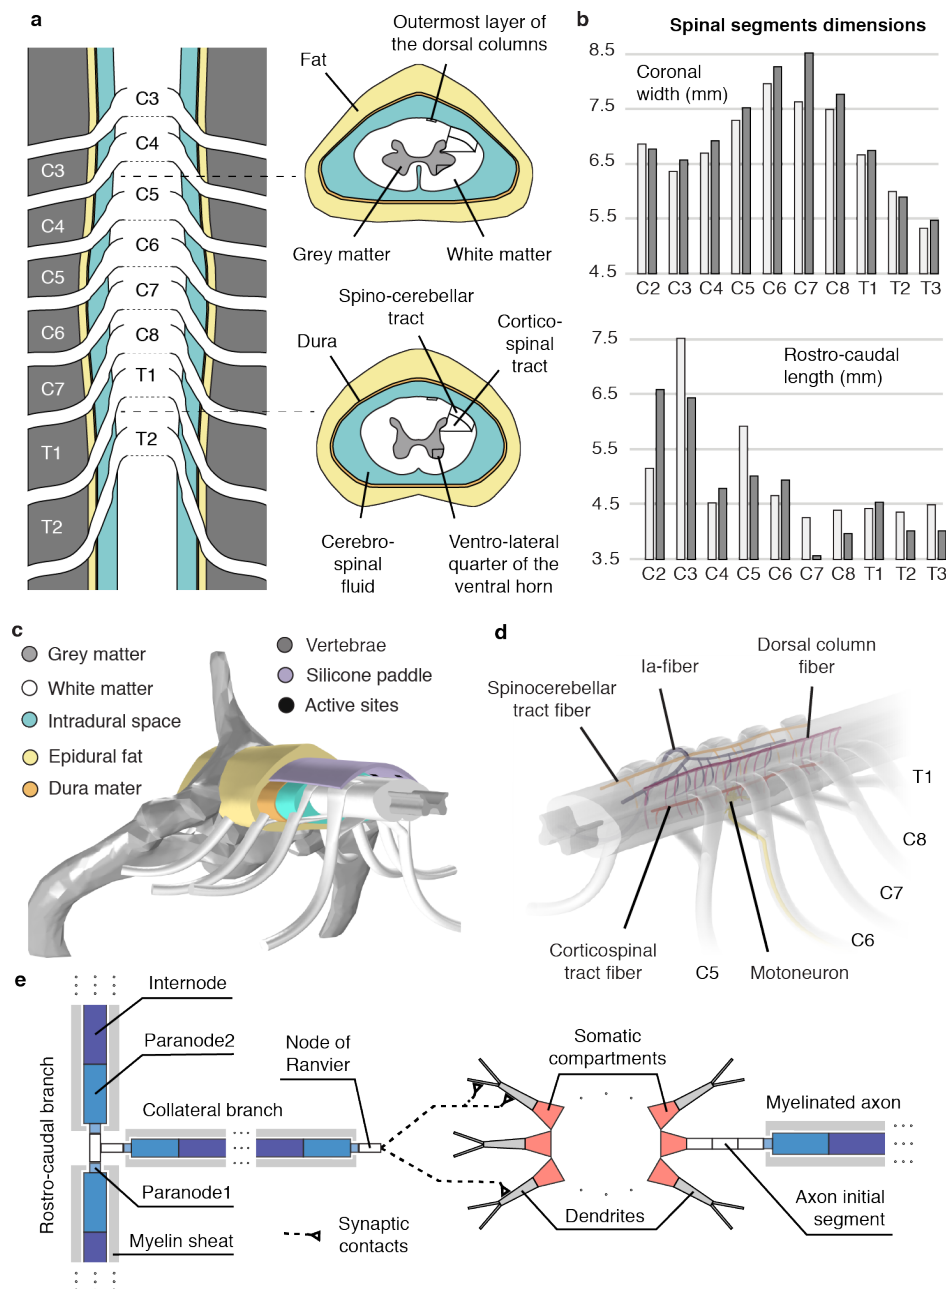 a
Outermost layer of
the dorsal columns
Fat
C3
C4
C5
C6
C7
C8
T1
T2
C3
C4
C5
C6
C7
T1
T2
Grey matter
White matter
Spino-cerebellar
tract
Dura
Cortico-
spinal
tract
Cerebro-
spinal
fluid
Ventro-lateral
quarter of the
ventral horn
b
Spinal segments dimensions
Coronal
width (mm)
8.5
7.5
6.5
5.5
4.5
C2 C3 C4 C5 C6 C7 C8 T1 T2 T3
Rostro-caudal
length (mm)
7.5
6.5
5.5
4.5
3.5
C2 C3 C4 C5 C6 C7 C8 T1 T2 T3
c
Grey matter
White matter
Intradural space
Epidural fat
Dura mater
Vertebrae
Silicone paddle
Active sites
d
Dorsal column
fiber
Ia-fiber
Spinocerebellar
tract fiber
T1
C8
C7
C6
C5
Corticospinal
tract fiber
Motoneuron
e
Rostro-caudal branch
Internode
Paranode2
Collateral branch
Node of
Ranvier
Paranode1
Myelin sheat
Synaptic
contacts
Somatic
compartments
Dendrites
Myelinated axon
Axon initial
segment